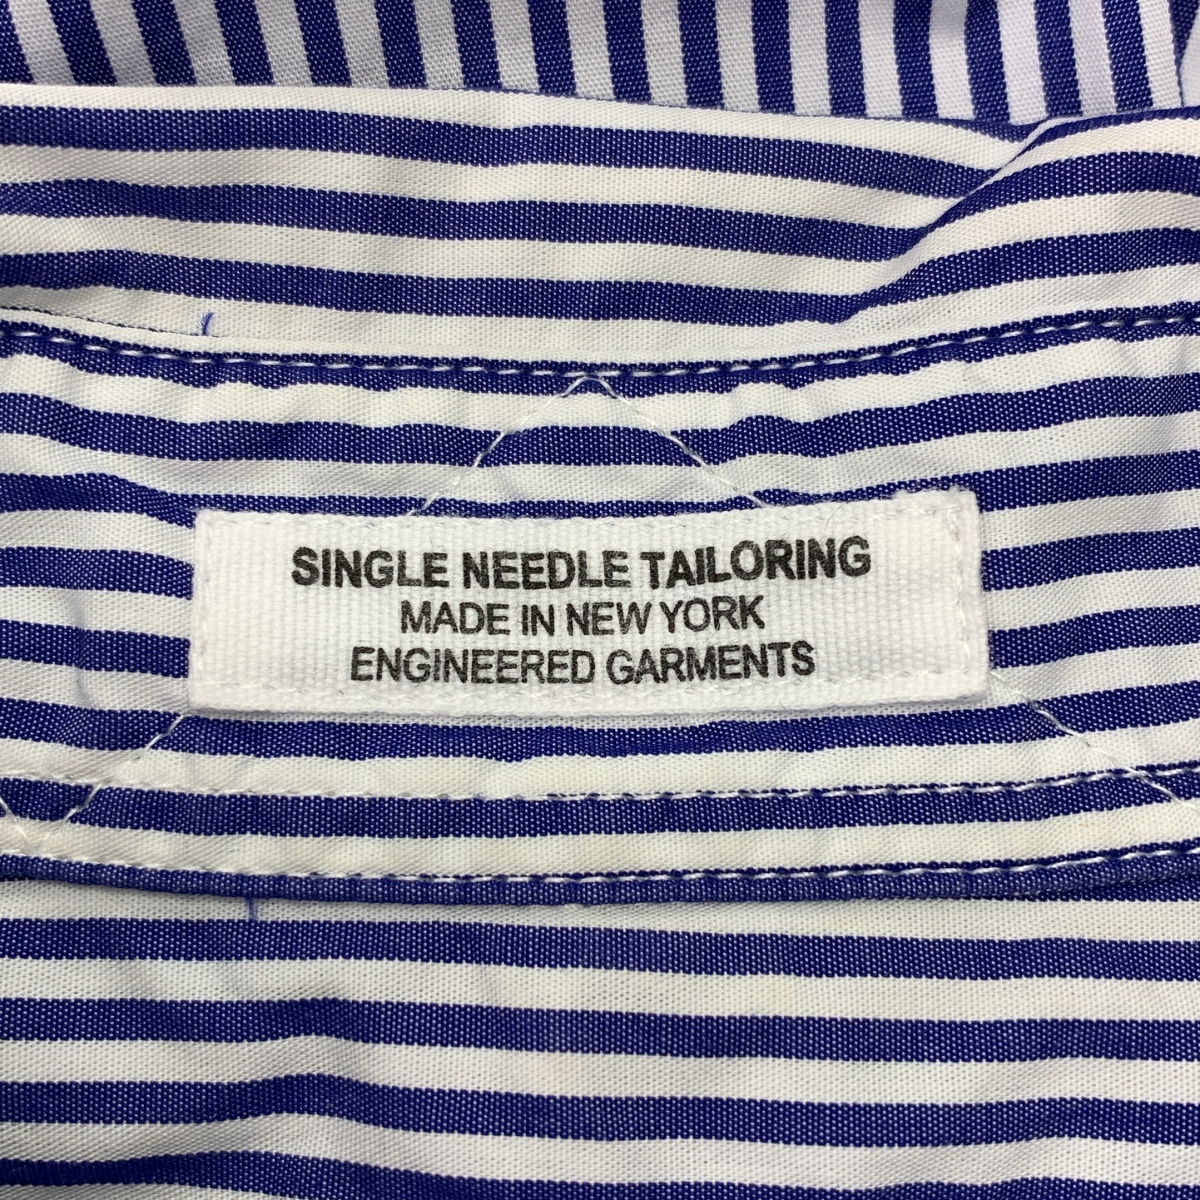 SINGLE NEEDLE TAILORING
MADE IN NEW YORK
ENGINEERED GARMENTS